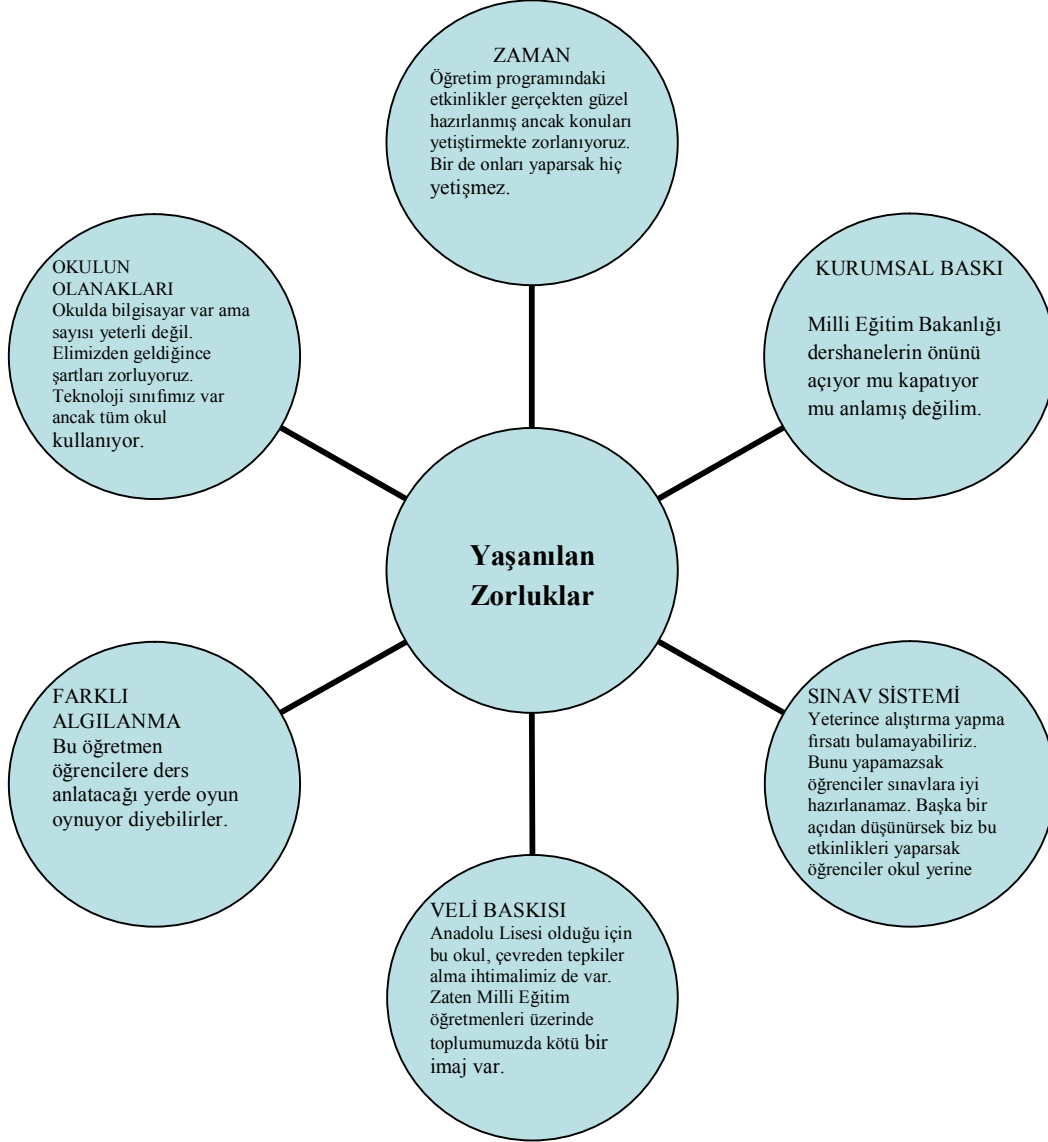 ZAMAN
Öğretim programındaki
etkinlikler gerçekten güzel
hazırlanmış ancak konuları
yetiştirmekte zorlanıyoruz.
Bir de onları yaparsak hiç
yetişmez.
OKULUN
OLANAKLARI
Okulda bilgisayar var ama
sayısı yeterli değil.
Elimizden geldiğince
şartları zorluyoruz.
Teknoloji sınıfımız var
ancak tüm okul
kullanıyor.
KURUMSAL BASKI
Milli Eğitim Bakanlığı
dershanelerin önünü
açıyor mu kapatıyor
mu anlamış değilim.
Yaşanılan
Zorluklar
FARKLI
ALGILANMA
Bu öğretmen
öğrencilere ders
anlatacağı yerde oyun
oynuyor diyebilirler.
SINAV SİSTEMİ
Yeterince alıştırma yapma
fırsatı bulamayabiliriz.
Bunu yapamazsak
öğrenciler sınavlara iyi
hazırlanamaz. Başka bir
açıdan düşünürsek biz bu
etkinlikleri yaparsak
öğrenciler okul yerine
VELİ BASKISI
Anadolu Lisesi olduğu için
bu okul, çevreden tepkiler
alma ihtimalimiz de var.
Zaten Milli Eğitim
öğretmenleri üzerinde
toplumumuzda kötü bir
imaj var.